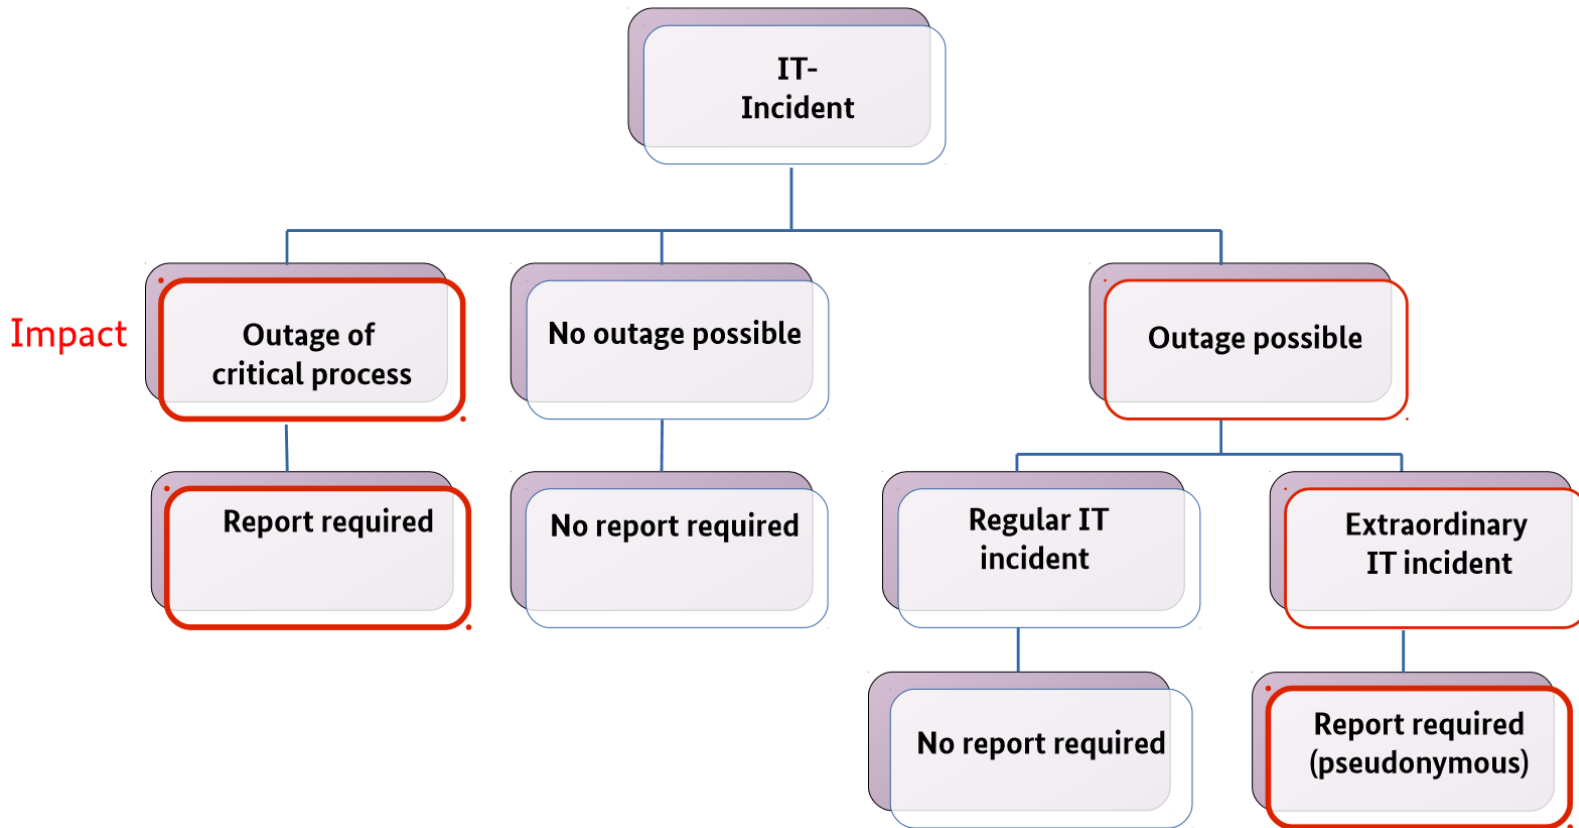 IT-
Incident
Impact
Outage of
critical process
No outage possible
Outage possible
Report required
No report required
Regular IT
incident
Extraordinary
IT incident
No report required
Report required
(pseudonymous)